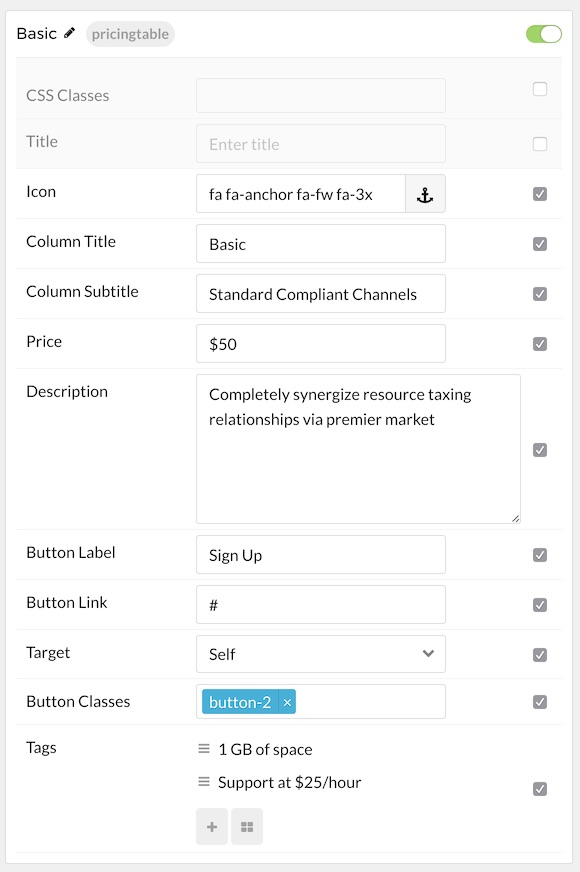 Basic pricingtable
CSS Classes
Title Enter title
Icon fa fa-anchor fa-fw fa-3x
Column Title Basic
Column Subtitle Standard Compliant Channels
Price $50
Description Completely synergize resource taxing
relationships via premier market
Button Label Sign Up
Button Link #
Target Self
Button Classes button-2 ×
Tags 1 GB of space
Support at $25/hour
+